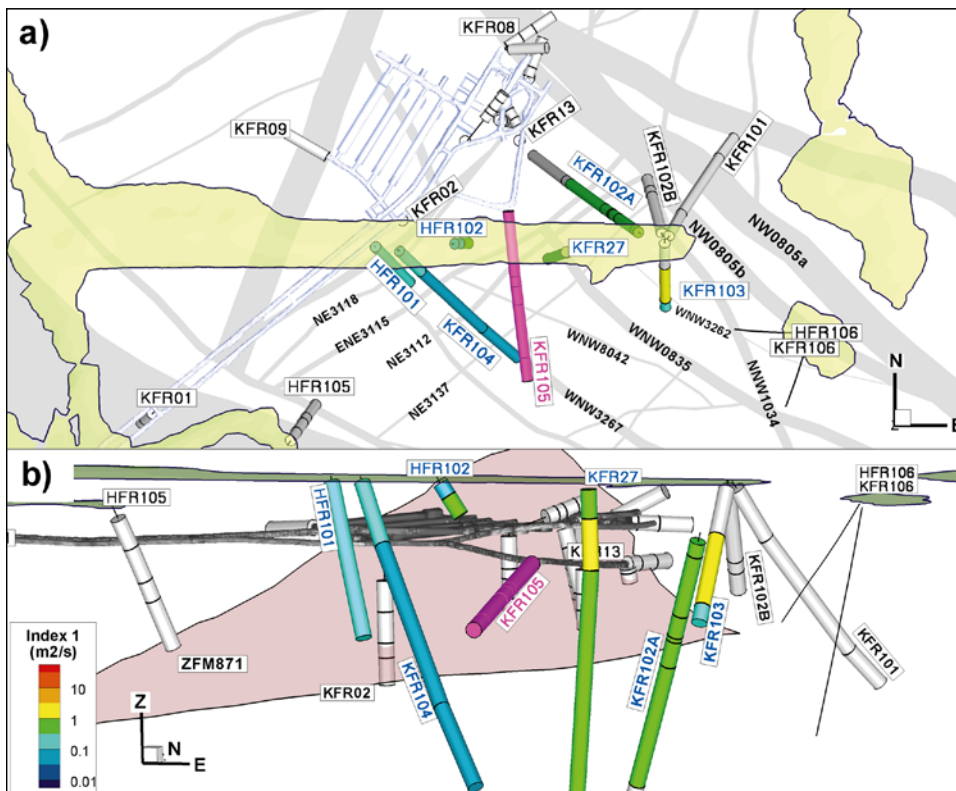 a)
KFR08
KFR13
KFR09
KFR02
KFR102A
KFR102B
KFR101
HFR102
KFR27
NW0805b
NW0805a
HFR101
KFR103
NE3118
ENE3115
NE3112
KFR104
KFR105
WNW8042
WNW0835
WNW3262
HFR106
KFR106
NNW1034
HFR105
NE3137
WNW3267
KFR01
N
E
b)
HFR105
HFR101
HFR102
KFR27
HFR106
KFR106
KFR105
KFR102B
KFR103
KFR102A
KFR101
ZFM871
KFR02
KFR104
Index 1
(m2/s)
10
1
0.1
0.01
Z
N
E